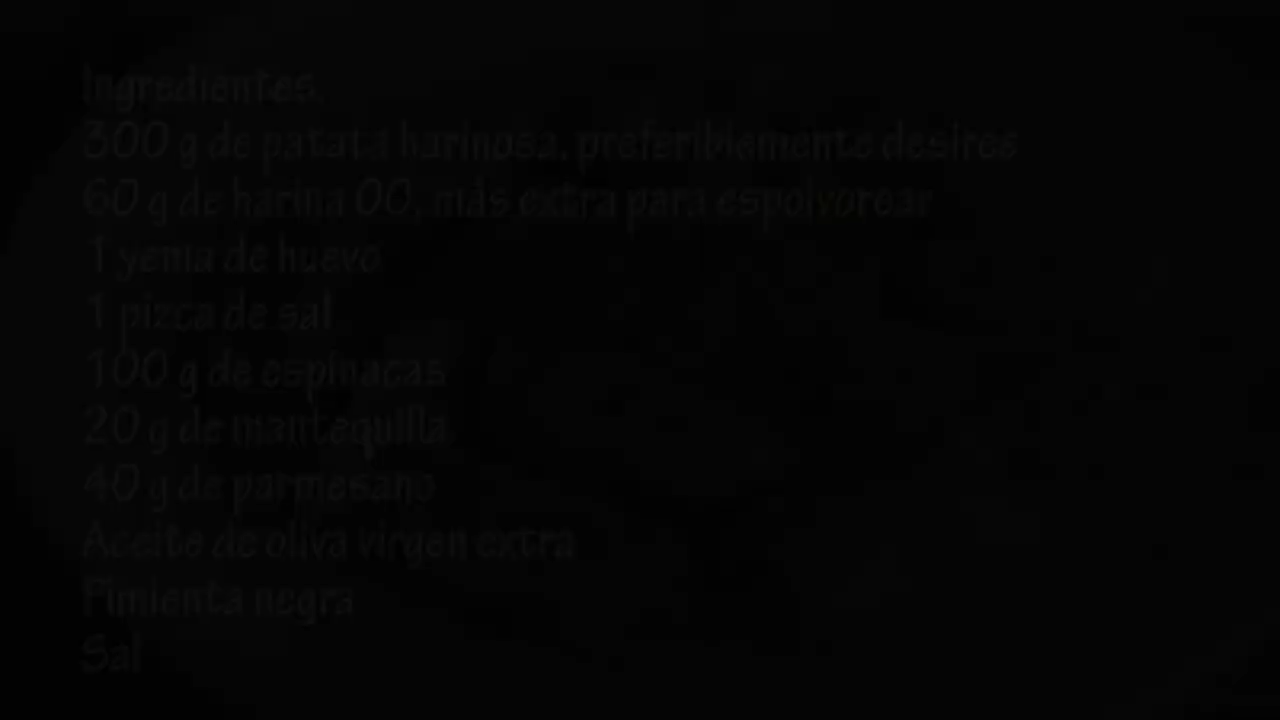 Ingredientes.
300 g de patata harinosa, preferiblemente desiree
60 g de harina 00, más extra para espolvorear
1 yema de huevo
1 pizca de sal
100 g de espinacas
20 g de mantequilla
40 g de parmesano
Aceite de oliva virgen extra
Pimienta negra
Sal